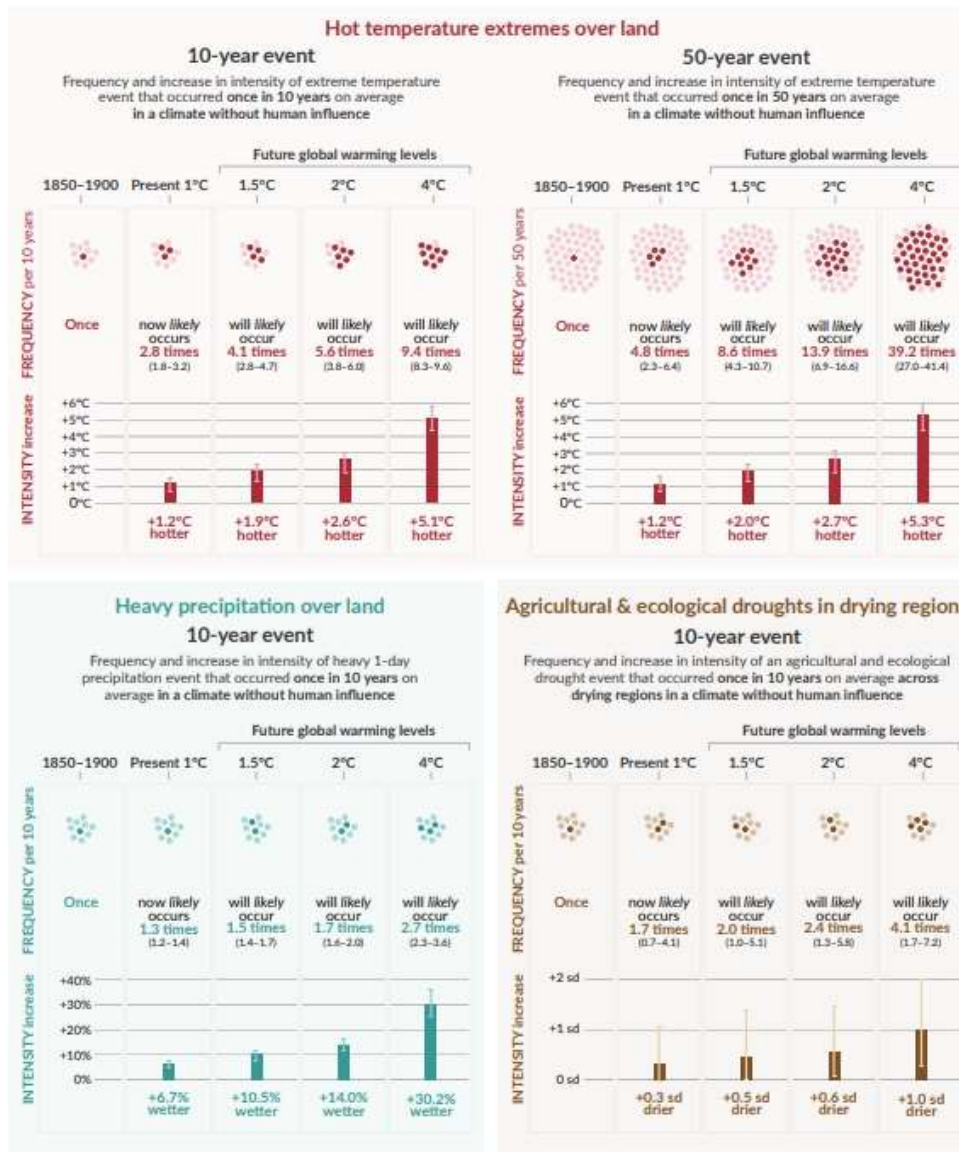 Hot temperature extremes over land
10-year event
Frequency and increase in intensity of extreme temperature
event that occurred once in 10 years on average
in a climate without human influence
Future global warming levels
1850–1900 Present 1°C 1.5°C 2°C 4°C
FREQUENCY per 10 years
Once
now likely occurs 2.8 times (1.8–3.2)
will likely occur 4.1 times (2.8–4.7)
will likely occur 5.6 times (3.8–6.0)
will likely occur 9.4 times (8.3–9.6)
INTENSITY increase
+6°C
+5°C
+4°C
+3°C
+2°C
+1°C
0°C
+1.2°C hotter
+1.9°C hotter
+2.6°C hotter
+5.1°C hotter
50-year event
Frequency and increase in intensity of extreme temperature
event that occurred once in 50 years on average
in a climate without human influence
Future global warming levels
1850–1900 Present 1°C 1.5°C 2°C 4°C
FREQUENCY per 50 years
Once
now likely occurs 4.8 times (2.3–6.4)
will likely occur 8.6 times (4.3–10.7)
will likely occur 13.9 times (6.9–16.6)
will likely occur 39.2 times (27.0–41.4)
INTENSITY increase
+6°C
+5°C
+4°C
+3°C
+2°C
+1°C
0°C
+1.2°C hotter
+2.0°C hotter
+2.7°C hotter
+5.3°C hotter
Heavy precipitation over land
10-year event
Frequency and increase in intensity of heavy 1-day
precipitation event that occurred once in 10 years on
average in a climate without human influence
Future global warming levels
1850–1900 Present 1°C 1.5°C 2°C 4°C
FREQUENCY per 10 years
Once
now likely occurs 1.3 times (1.2–1.4)
will likely occur 1.5 times (1.4–1.7)
will likely occur 1.7 times (1.6–2.0)
will likely occur 2.7 times (2.3–3.6)
INTENSITY increase
+40%
+30%
+20%
+10%
0%
+6.7% wetter
+10.5% wetter
+14.0% wetter
+30.2% wetter
Agricultural & ecological droughts in drying region
10-year event
Frequency and increase in intensity of an agricultural and ecological
drought event that occurred once in 10 years on average across
drying regions in a climate without human influence
Future global warming levels
1850–1900 Present 1°C 1.5°C 2°C 4°C
FREQUENCY per 10 years
Once
now likely occurs 1.7 times (0.7–4.1)
will likely occur 2.0 times (1.0–5.1)
will likely occur 2.4 times (1.3–5.8)
will likely occur 4.1 times (1.7–7.2)
INTENSITY increase
+2 sd
+1 sd
0 sd
+0.3 sd drier
+0.5 sd drier
+0.6 sd drier
+1.0 sd drier